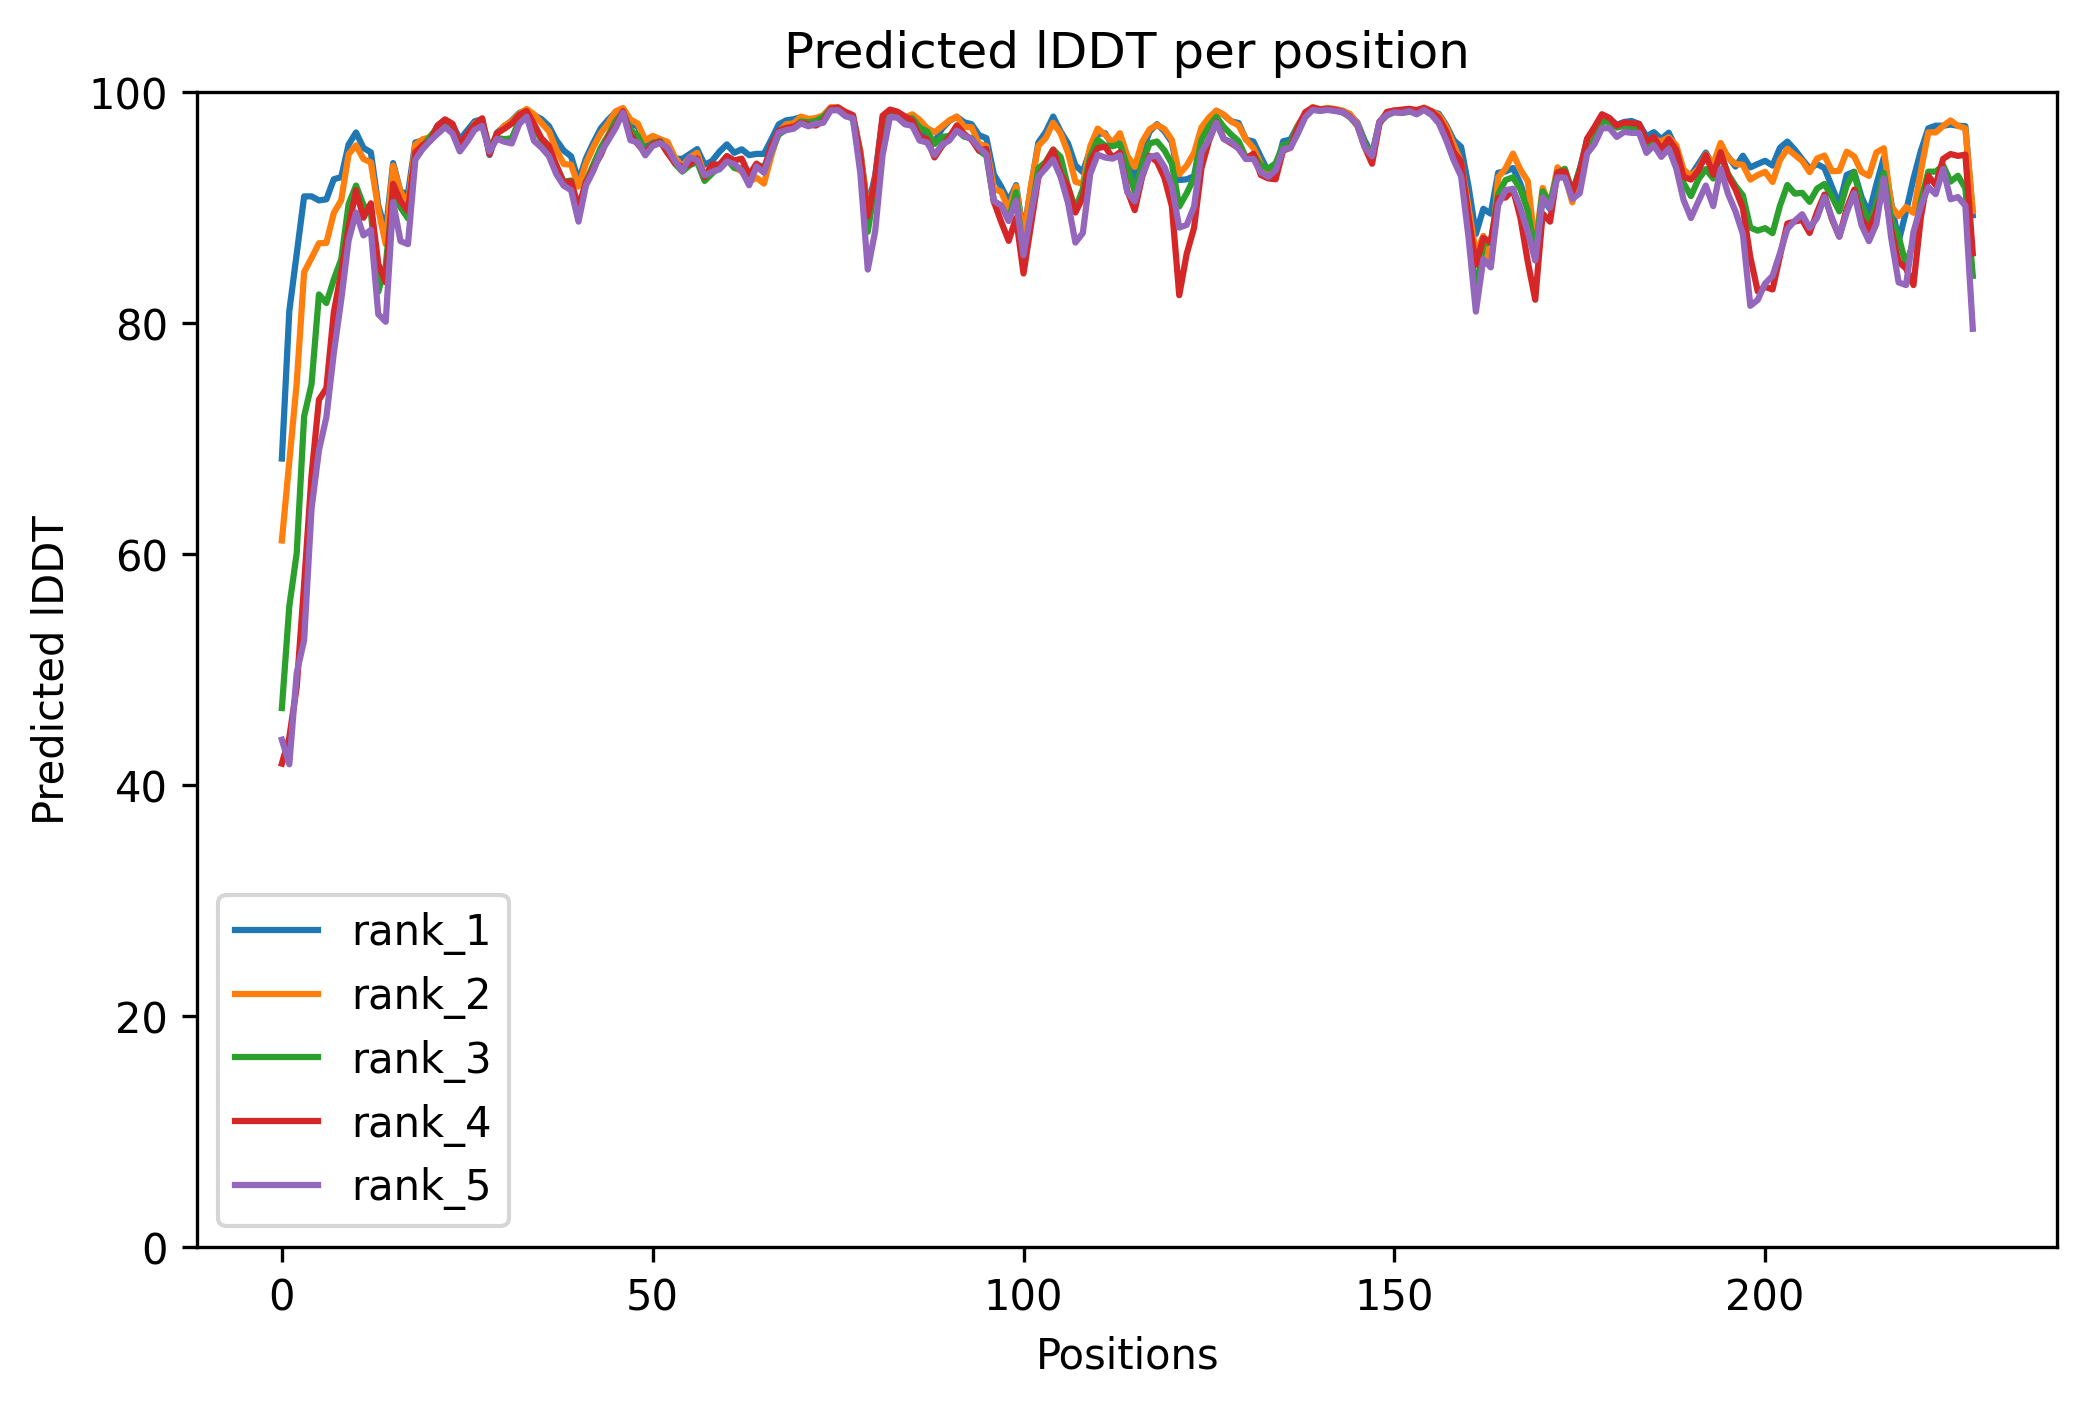 Predicted lDDT per position
100
80
60
40
20
0
Predicted lDDT
rank_1
rank_2
rank_3
rank_4
rank_5
0 50 100 150 200
Positions